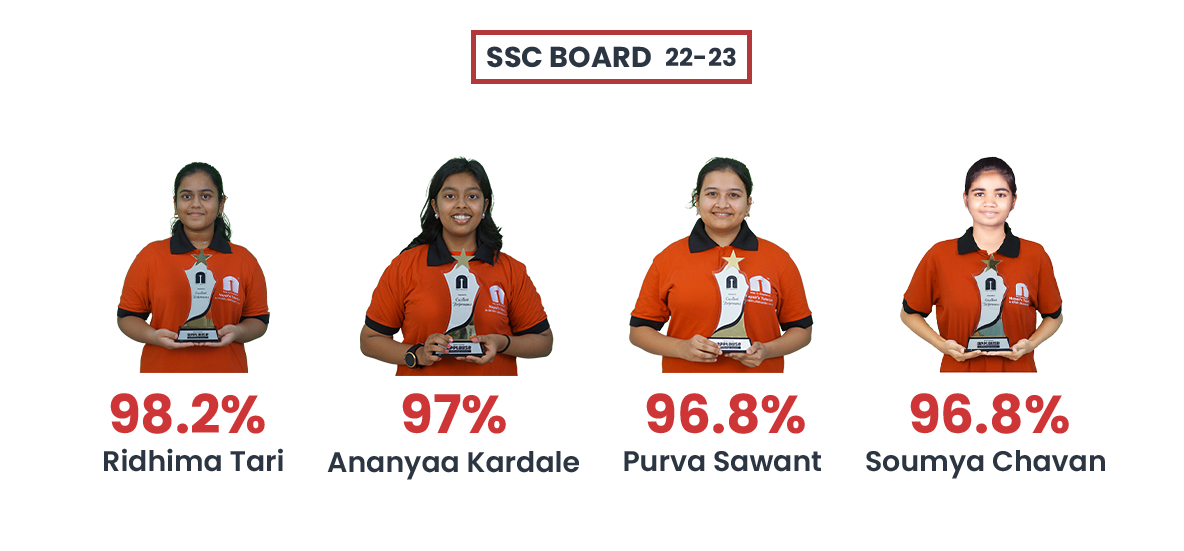 SSC BOARD 22-23
98.2%
97%
96.8%
96.8%
Ridhima Tari
Ananyaa Kardale
Purva Sawant
Soumya Chavan